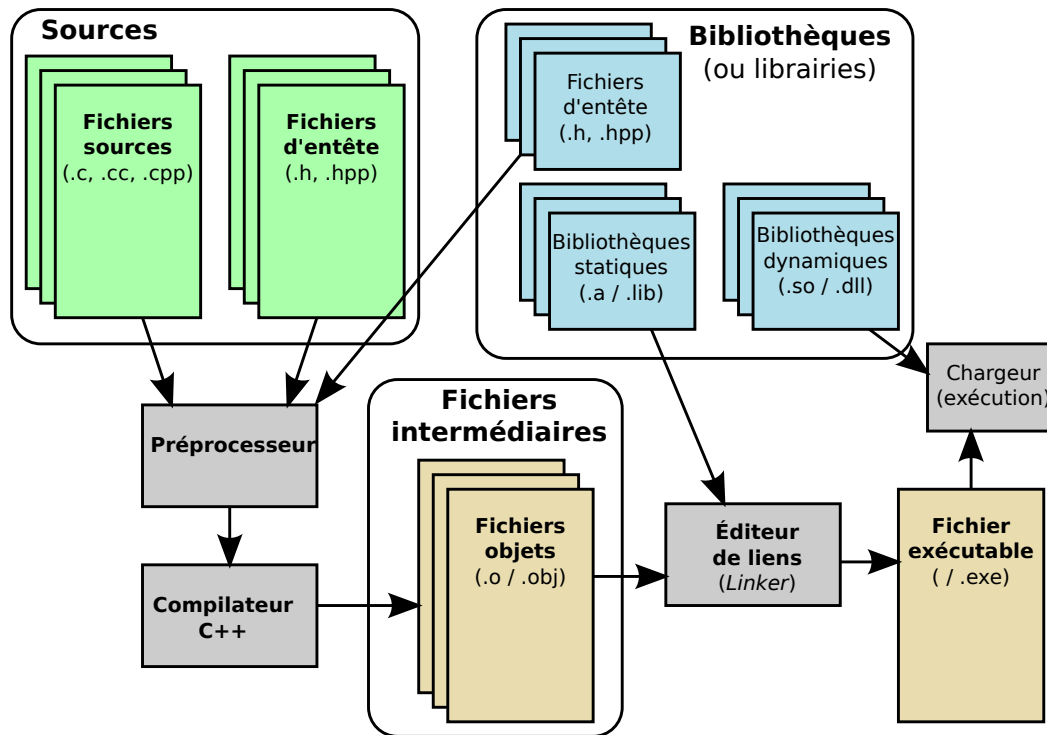 Sources
Fichiers
sources
(.c, .cc, .cpp)
Fichiers
d'entête
(.h, .hpp)
Bibliothèques
(ou librairies)
Fichiers
d'entête
(.h, .hpp)
Bibliothèques
statiques
(.a / .lib)
Bibliothèques
dynamiques
(.so / .dll)
Chargeur
(exécution)
Préprocesseur
Compilateur
C++
Fichiers
intermédiaires
Fichiers
objets
(.o / .obj)
Éditeur
de liens
(Linker)
Fichier
exécutable
( / .exe)